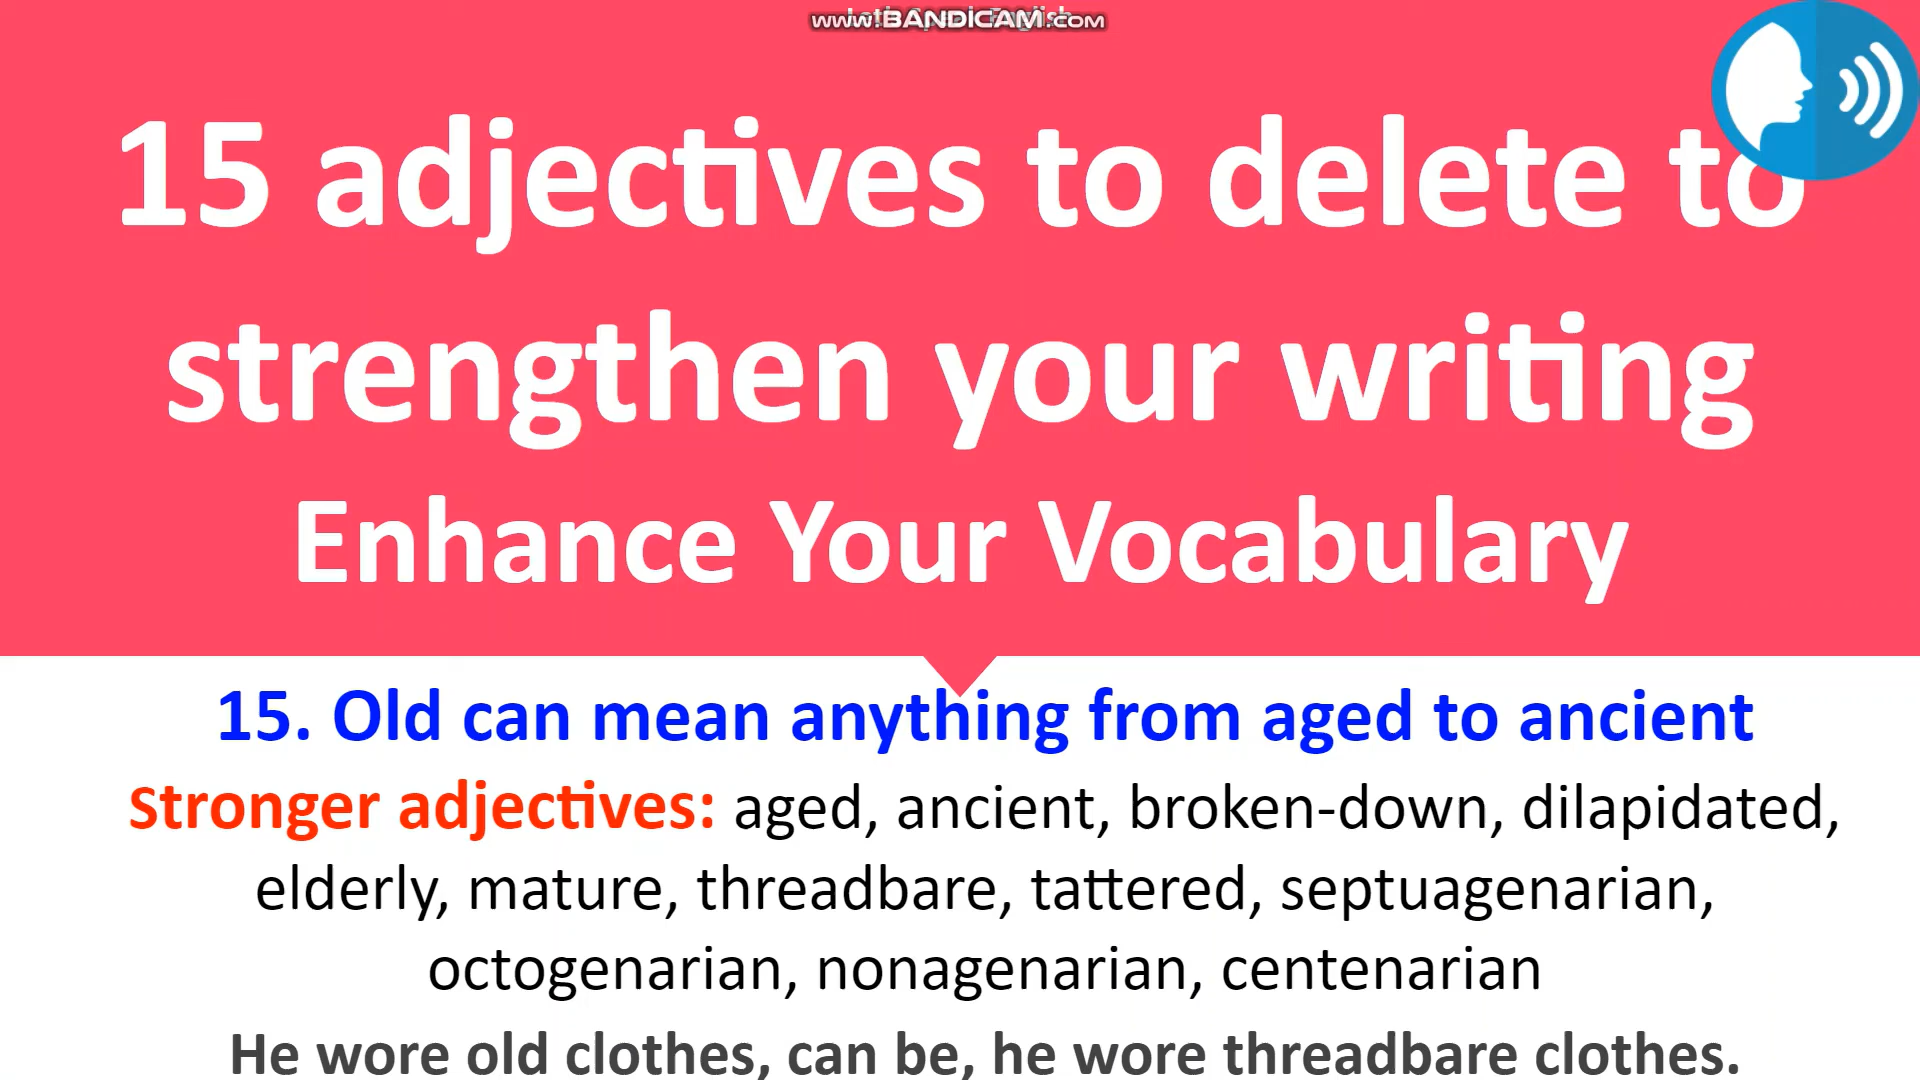 www.BANDICAM.com
15 adjectives to delete to
strengthen your writing
Enhance Your Vocabulary
15. Old can mean anything from aged to ancient
Stronger adjectives: aged, ancient, broken-down, dilapidated,
elderly, mature, threadbare, tattered, septuagenarian,
octogenarian, nonagenarian, centenarian
He wore old clothes, can be, he wore threadbare clothes.